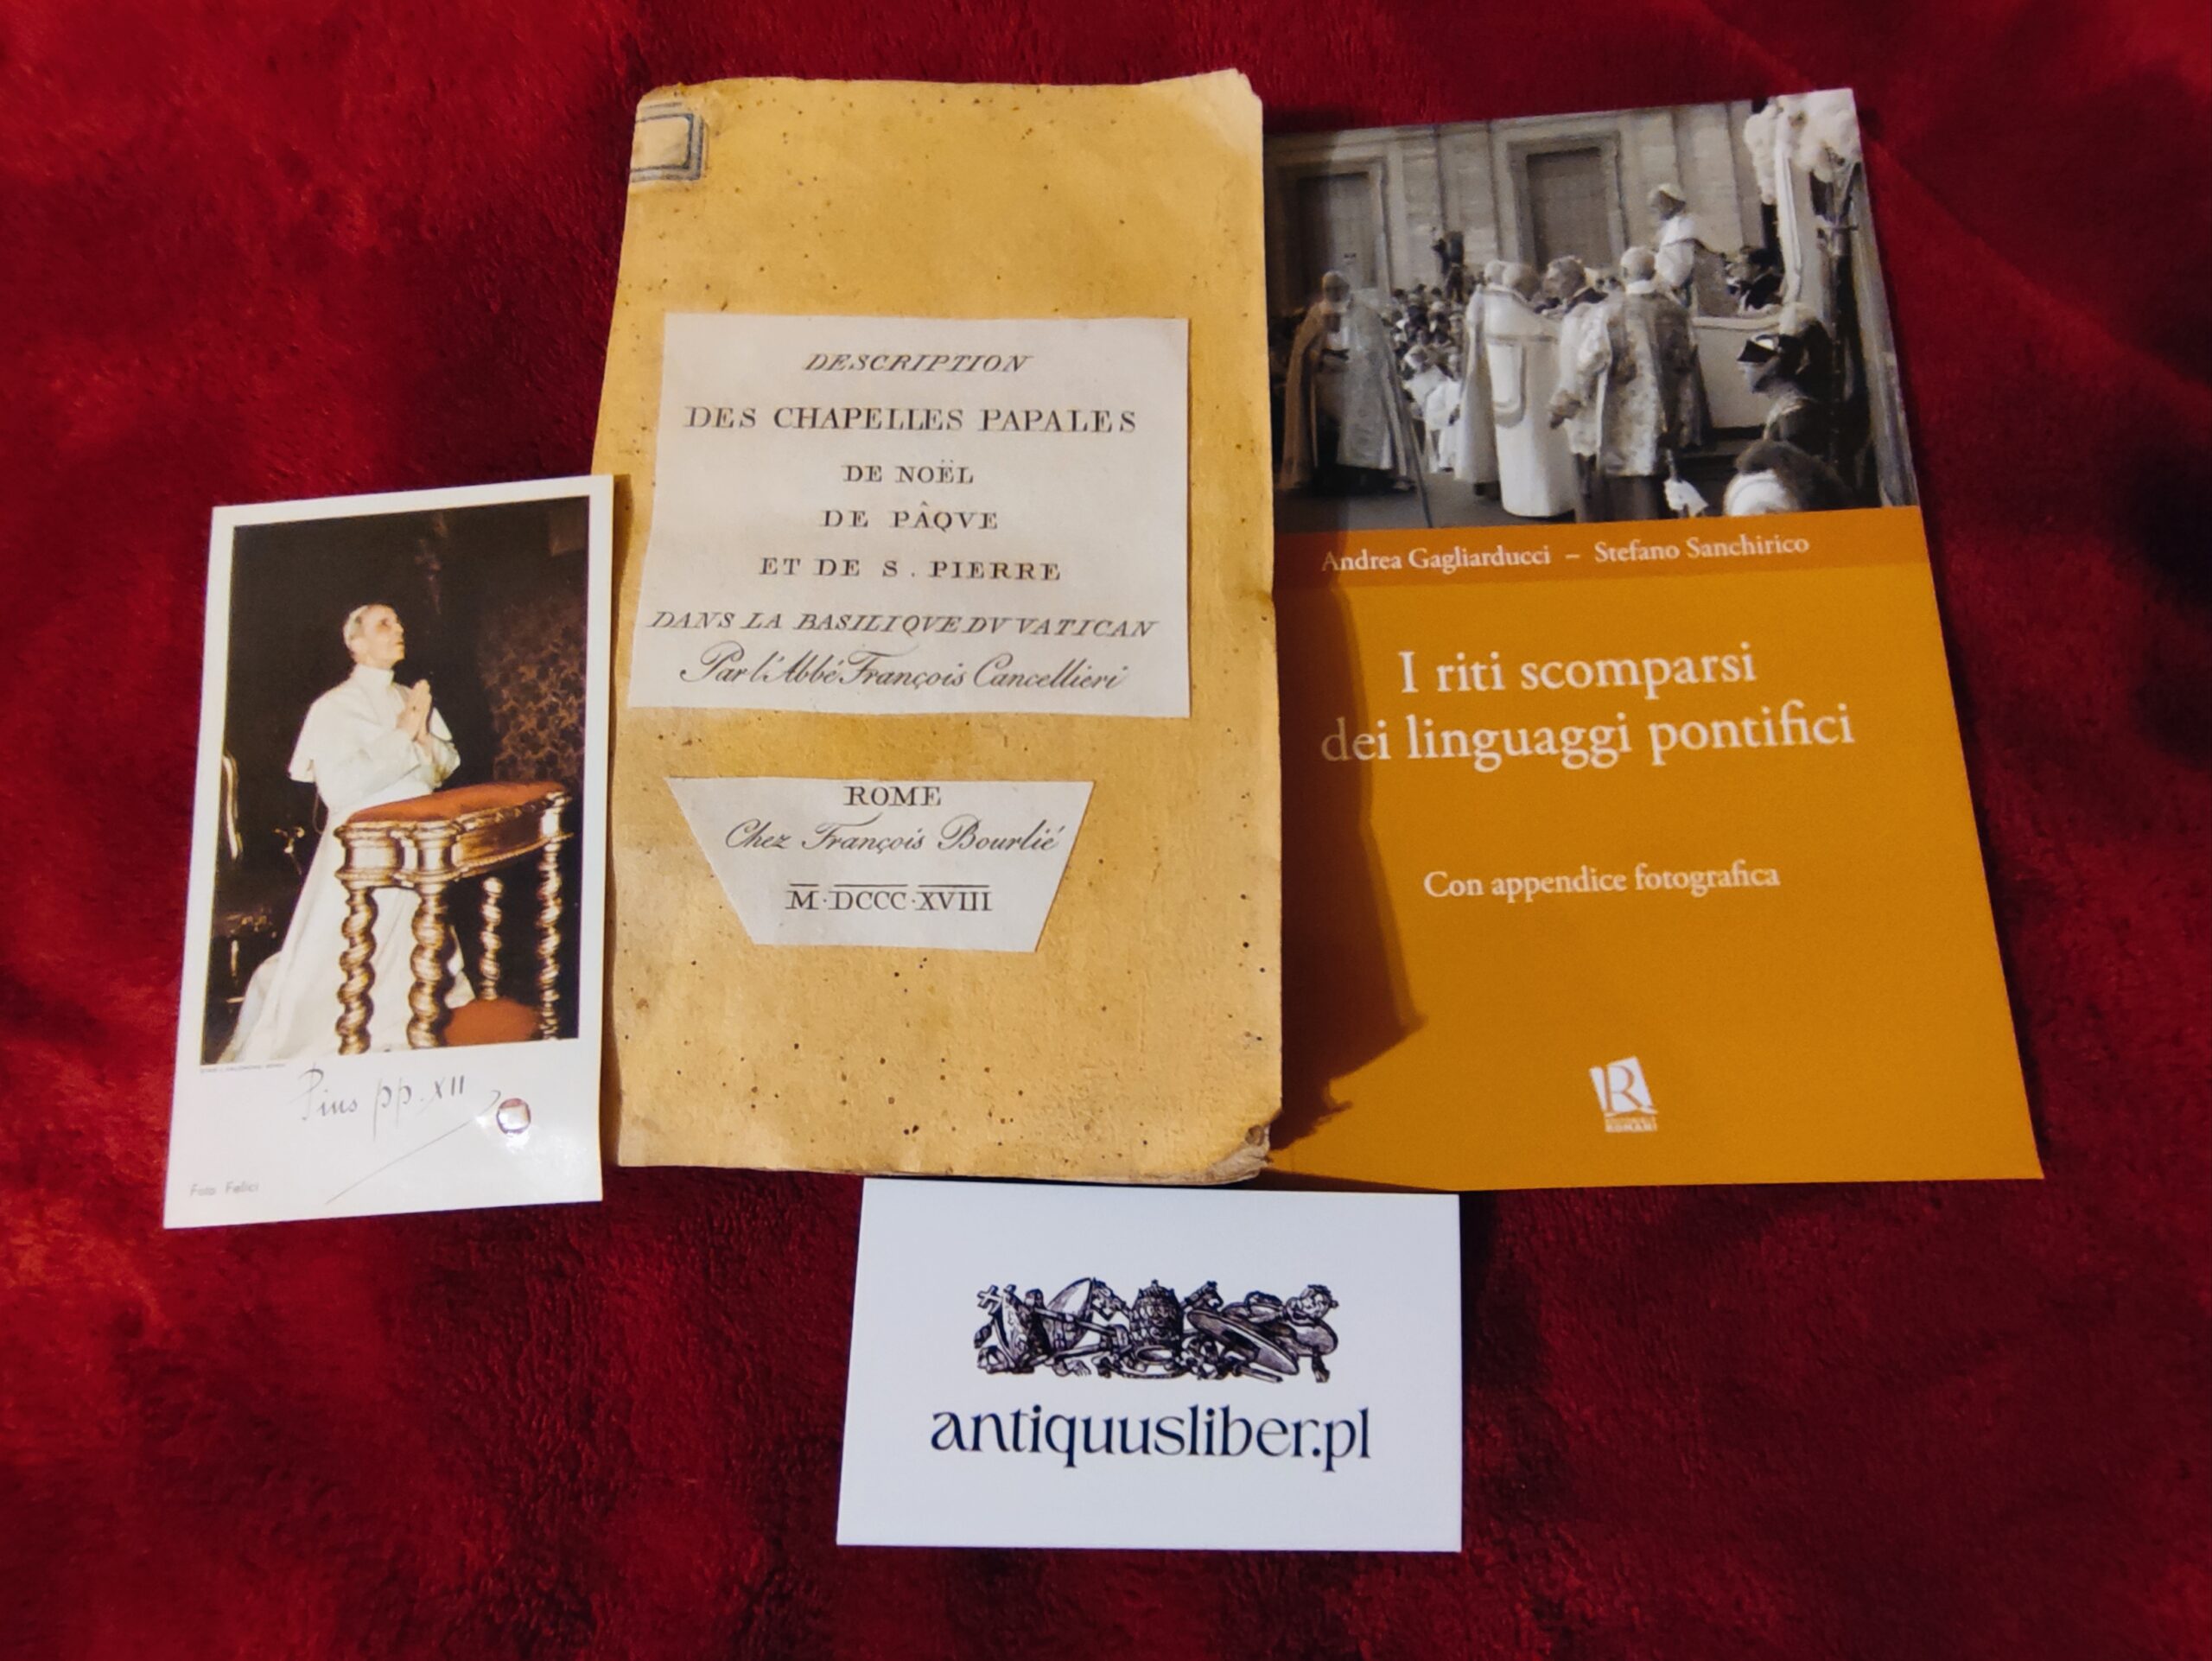 DESCRIPTION
DES CHAPELLES PAPALES
DE NOËL
DE PÂQVE
ET DE S. PIERRE
DANS LA BASILIQVE DV VATICAN
Par l'Abbé François Cancellieri
ROME
Chez François Bourlié
M·DCCC·XVIII
Andrea Gagliarducci – Stefano Sanchirico
I riti scomparsi
dei linguaggi pontifici
Con appendice fotografica
R
ROMANI
Pius pp. XII
Foto Felici
antiquusliber.pl